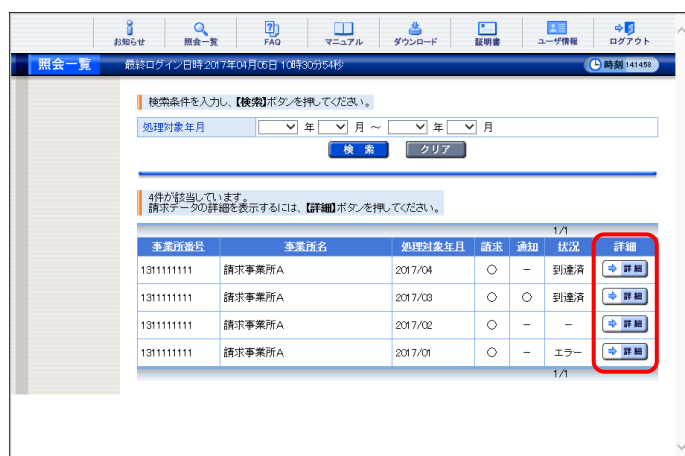 お知らせ 照会一覧 FAQ マニュアル ダウンロード 証明書 ユーザ情報 ログアウト
照会一覧 最終ログイン日時:2017年04月05日 10時30分54秒 時刻 14:14:58
検索条件を入力し、【検索】ボタンを押してください。
処理対象年月 年 月 ～ 年 月
検 索 クリア
4件が該当しています。
請求データの詳細を表示するには、【詳細】ボタンを押してください。
1/1
事業所番号 事業所名 処理対象年月 請求 通知 状況 詳細
1311111111 請求事業所A 2017/04 ○ － 到達済 詳細
1311111111 請求事業所A 2017/03 ○ ○ 到達済 詳細
1311111111 請求事業所A 2017/02 ○ － － 詳細
1311111111 請求事業所A 2017/01 ○ － エラー 詳細
1/1